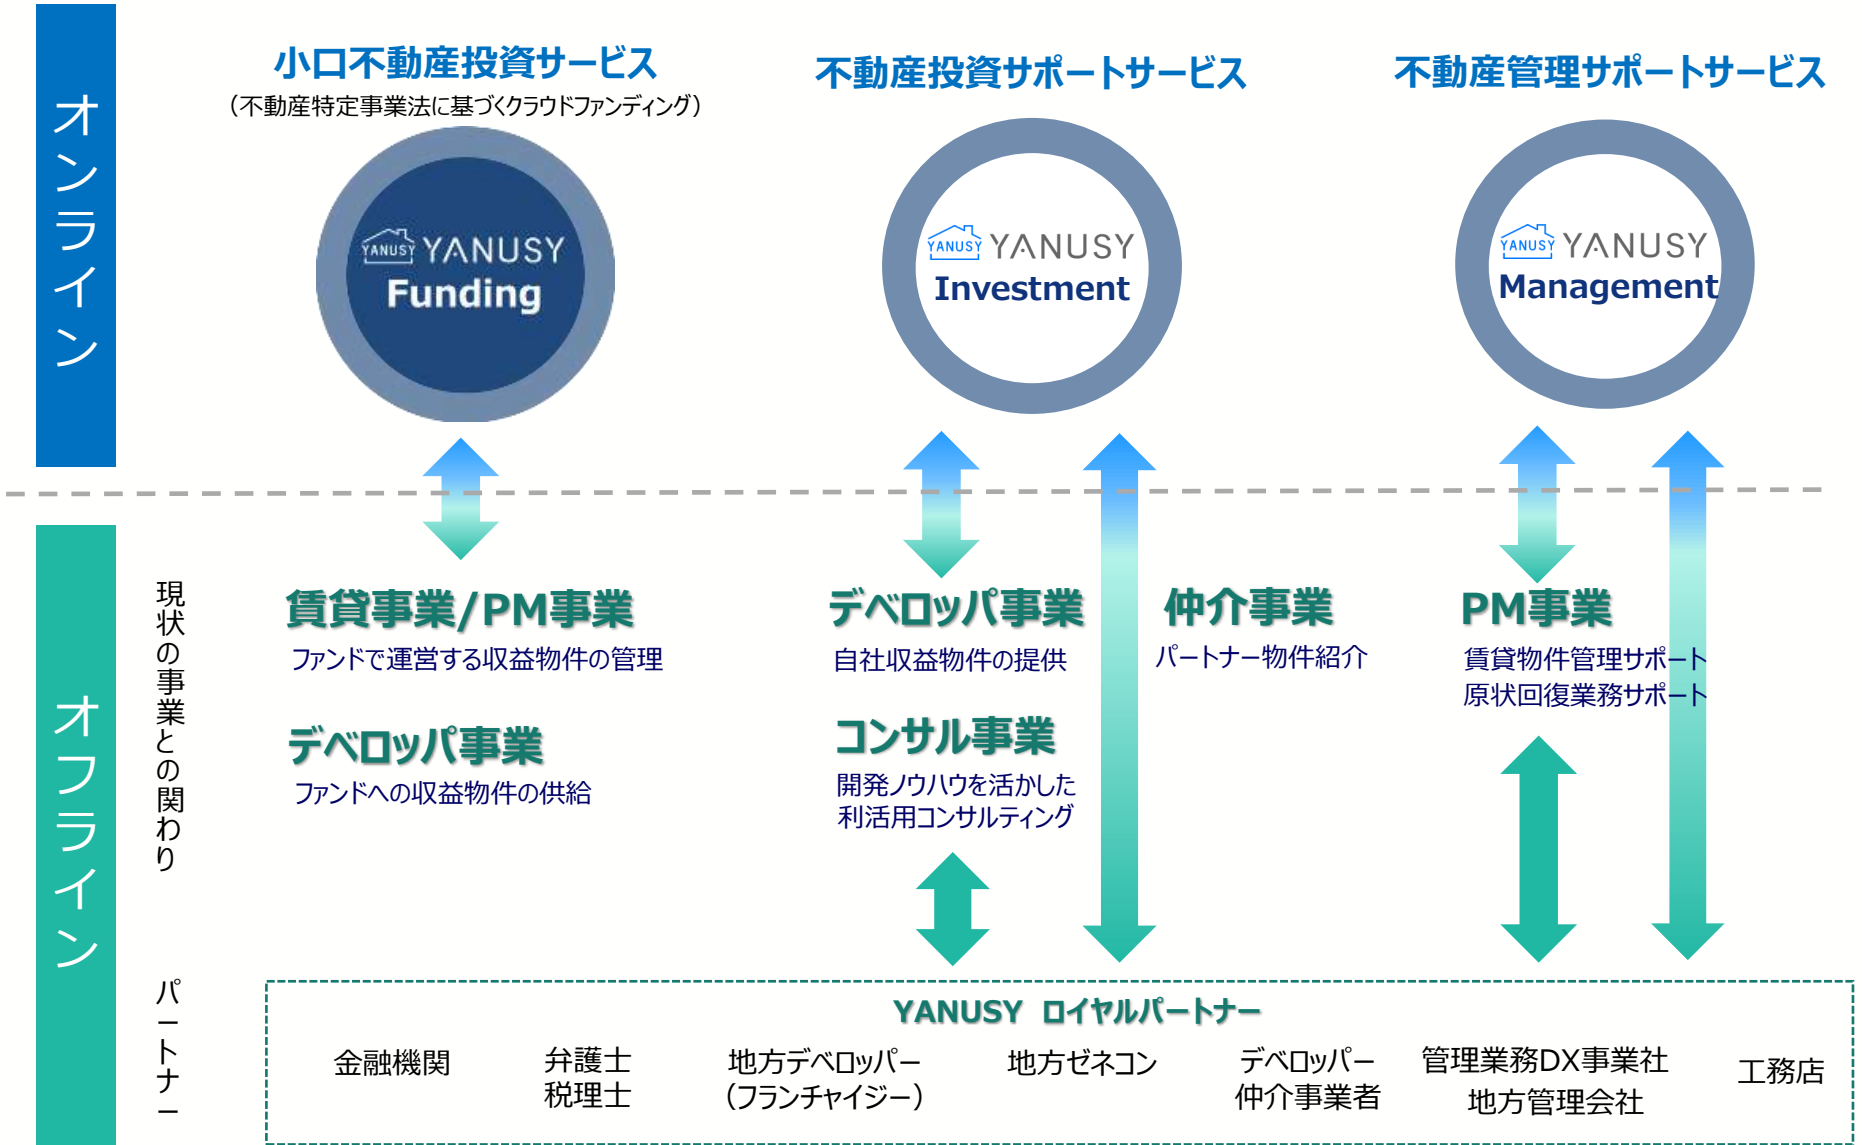 オンライン
小口不動産投資サービス
（不動産特定事業法に基づくクラウドファンディング）
YANUSY YANUSY
Funding
不動産投資サポートサービス
YANUSY YANUSY
Investment
不動産管理サポートサービス
YANUSY YANUSY
Management
オフライン
現状の事業との関わり
賃貸事業/PM事業
ファンドで運営する収益物件の管理
デベロッパ事業
ファンドへの収益物件の供給
デベロッパ事業
自社収益物件の提供
コンサル事業
開発ノウハウを活かした
利活用コンサルティング
仲介事業
パートナー物件紹介
PM事業
賃貸物件管理サポート
原状回復業務サポート
パートナー
YANUSY ロイヤルパートナー
金融機関
弁護士
税理士
地方デベロッパー
（フランチャイジー）
地方ゼネコン
デベロッパー
仲介事業者
管理業務DX事業社
地方管理会社
工務店